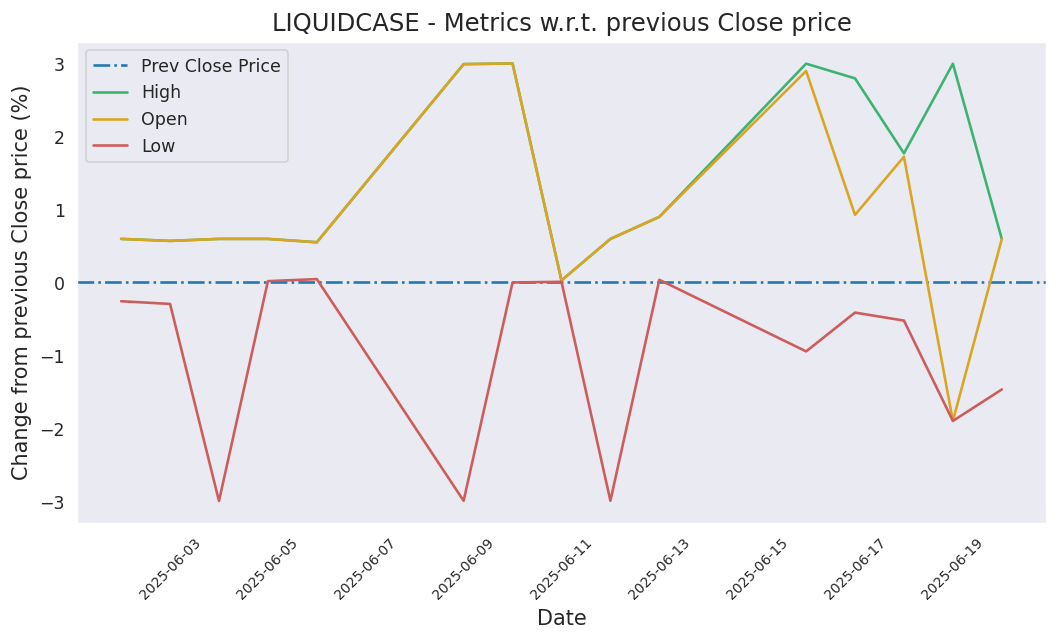 LIQUIDCASE - Metrics w.r.t. previous Close price
Prev Close Price
High
Open
Low
Change from previous Close price (%)
3
2
1
0
−1
−2
−3
2025-06-03
2025-06-05
2025-06-07
2025-06-09
2025-06-11
2025-06-13
2025-06-15
2025-06-17
2025-06-19
Date